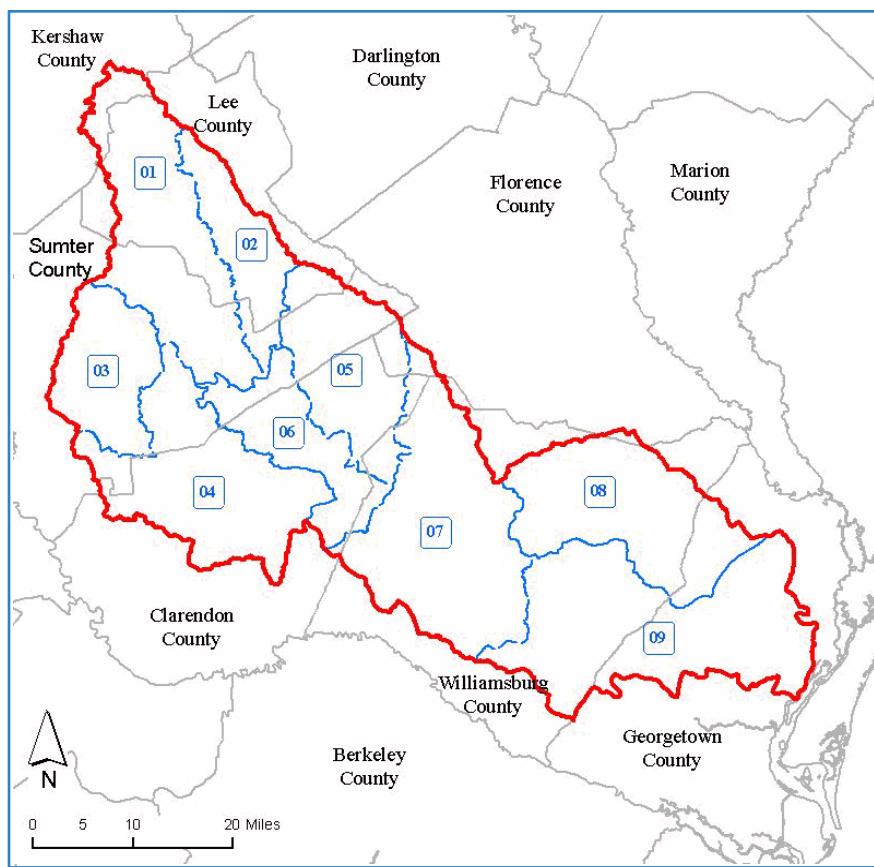 Kershaw
County
Darlington
County
Lee
County
Marion
County
Florence
County
01
02
Sumter
County
03
05
06
04
08
07
Clarendon
County
09
Williamsburg
County
Georgetown
County
Berkeley
County
N
0 5 10 20 Miles